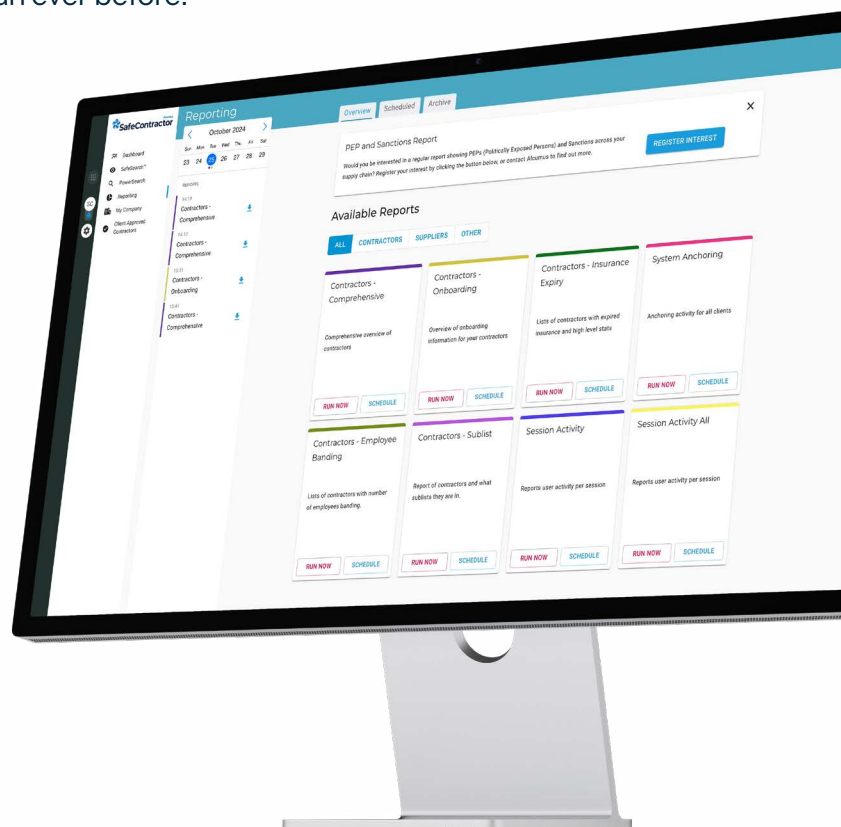 ever before.
SafeContractor
Dashboard
SafeSearch™
PowerSearch
Reporting
My Company
Client Approved
Contractors
SC
Reporting
October 2024
Sun Mon Tue Wed Thu Fri Sat
23 24 25 26 27 28 29
Reporting
Contractors -
Comprehensive
Contractors -
Comprehensive
Contractors -
Onboarding
Contractors -
Comprehensive
Overview Scheduled Archive
PEP and Sanctions Report
Would you be interested in a regular report showing PEPs (Politically Exposed Persons) and Sanctions across your
supply chain? Register your interest by clicking the button below, or contact Alcumus to find out more.
REGISTER INTEREST
Available Reports
ALL CONTRACTORS SUPPLIERS OTHER
Contractors -
Comprehensive
Comprehensive overview of
contractors
RUN NOW SCHEDULE
Contractors -
Onboarding
Overview of onboarding
information for your contractors
RUN NOW SCHEDULE
Contractors - Insurance
Expiry
Lists of contractors with expired
insurance and high level stats
RUN NOW SCHEDULE
System Anchoring
Anchoring activity for all clients
RUN NOW SCHEDULE
Contractors - Employee
Banding
Lists of contractors with number
of employees banding.
RUN NOW SCHEDULE
Contractors - Sublist
Report of contractors and what
sublists they are in.
RUN NOW SCHEDULE
Session Activity
Reports user activity per session
RUN NOW SCHEDULE
Session Activity All
Reports user activity per session
RUN NOW SCHEDULE